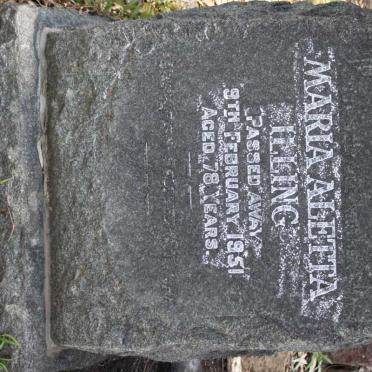 MARIA ALETTA
ILLING
PASSED AWAY
9TH FEBRUARY 1951
AGED 78 YEARS.